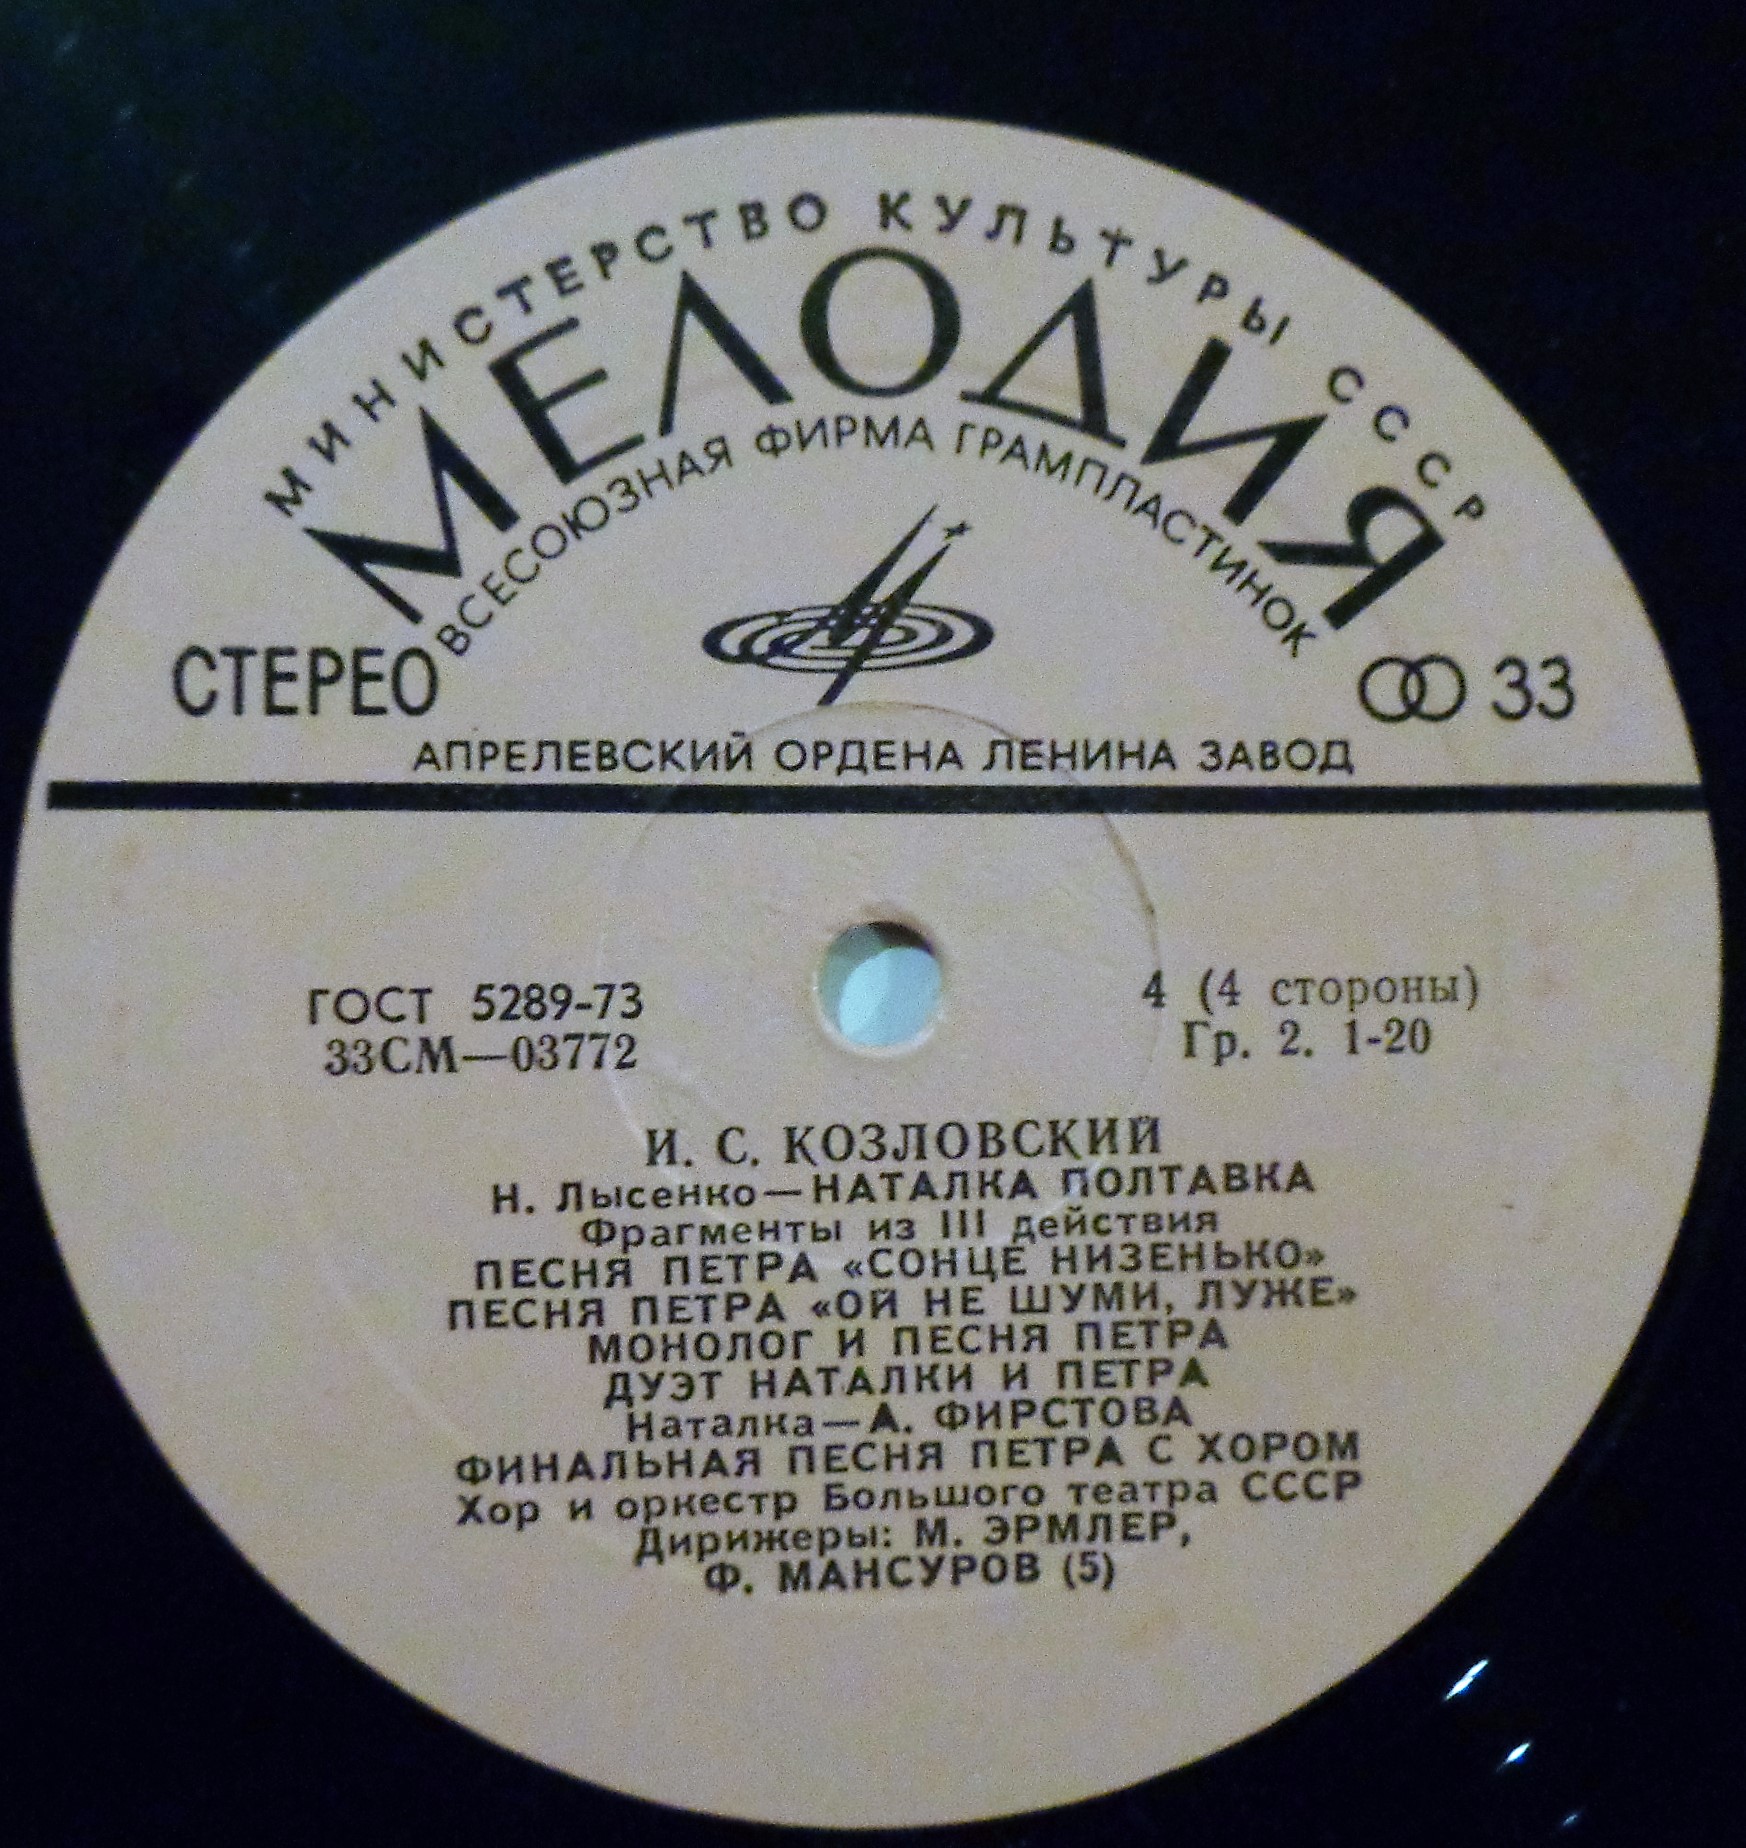 МИНИСТЕРСТВО КУЛЬТУРЫ СССР
МЕЛОДИЯ
ВСЕСОЮЗНАЯ ФИРМА ГРАМПЛАСТИНОК
СТЕРЕО
33
АПРЕЛЕВСКИЙ ОРДЕНА ЛЕНИНА ЗАВОД
ГОСТ 5289-73
33СМ—03772
4 (4 стороны)
Гр. 2. 1-20
И. С. КОЗЛОВСКИЙ
Н. Лысенко—НАТАЛКА ПОЛТАВКА
Фрагменты из III действия
ПЕСНЯ ПЕТРА «СОНЦЕ НИЗЕНЬКО»
ПЕСНЯ ПЕТРА «ОЙ НЕ ШУМИ, ЛУЖЕ»
МОНОЛОГ И ПЕСНЯ ПЕТРА
ДУЭТ НАТАЛКИ И ПЕТРА
Наталка—А. ФИРСТОВА
ФИНАЛЬНАЯ ПЕСНЯ ПЕТРА С ХОРОМ
Хор и оркестр Большого театра СССР
Дирижеры: М. ЭРМЛЕР,
Ф. МАНСУРОВ (5)